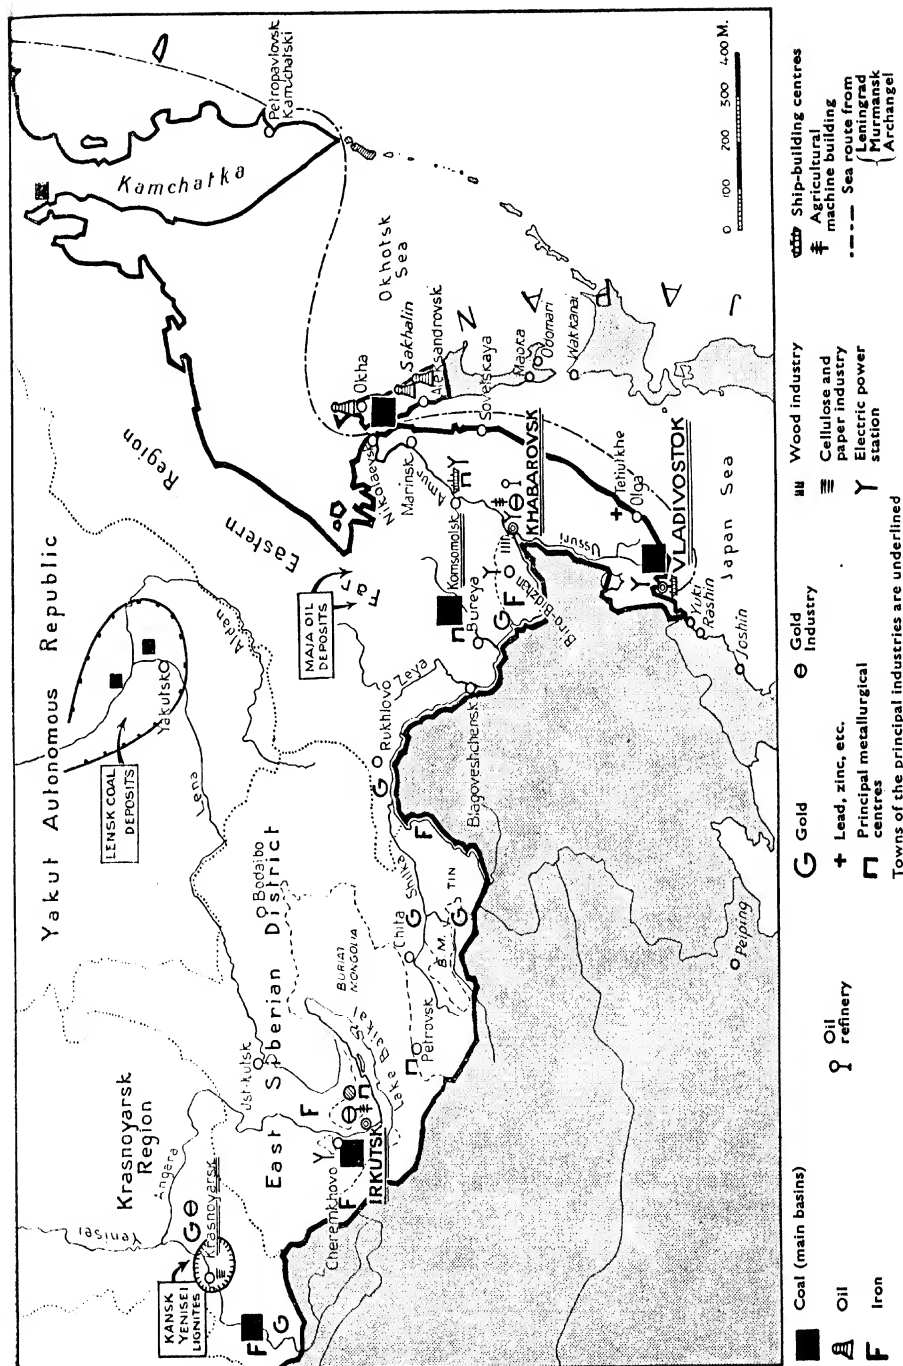 Yakut Autonomous Republic
Krasnoyarsk
Region
Yenisei
Angara
KANSK
YENISEI
LIGNITES
Krasnoyarsk
LENSK COAL
DEPOSITS
Yakutsk
Lena
Aldan
Far Eastern Region
MAJA OIL
DEPOSITS
Kamchatka
Petropavlovsk
Kamchatski
Okhotsk
Sea
East Siberian
District
Ust-Kutsk
Bodaibo
BURIAT
MONGOLIA
Lake Baikal
Cheremkhovo
IRKUTSK
Petrovsk
Chita
Shilka
B.M.
TIN
Rukhlovo
Zeya
Blagoveshchensk
Bureya
Komsomolsk
Biro-Bidzhan
KHABAROVSK
Amur
Marinsk
Nikolaevsk
Okha
Sakhalin
Aleksandrovsk
Sovetskaya
Maoka
Odomari
Wakkanai
JAPAN
Ussuri
Tetiukhe
Olga
VLADIVOSTOK
Yuki
Rashin
Joshin
Japan Sea
Peiping
0 100 200 300 400 M.
Coal (main basins)
Oil
Iron
Oil
refinery
G Gold
Lead, zinc, etc.
Principal metallurgical
centres
Gold
Industry
Wood industry
Cellulose and
paper industry
Electric power
station
Ship-building centres
Agricultural
machine building
Sea route from
Leningrad
Murmansk
Archangel
Towns of the principal industries are underlined